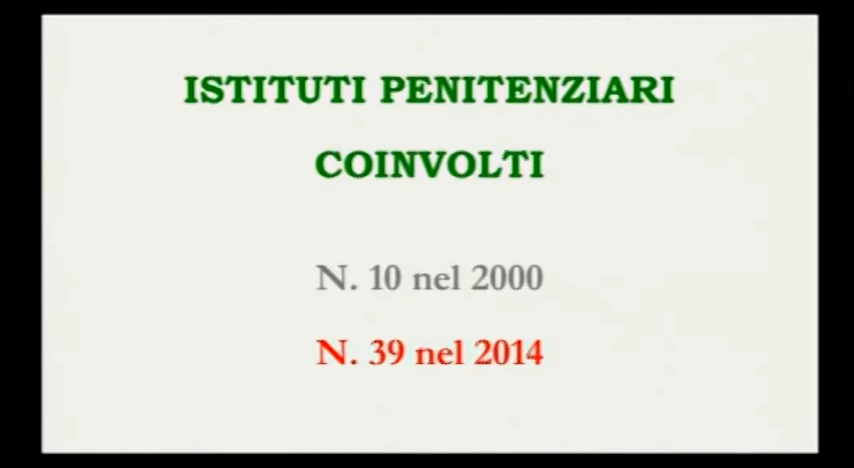 ISTITUTI PENITENZIARI
COINVOLTI
N. 10 nel 2000
N. 39 nel 2014